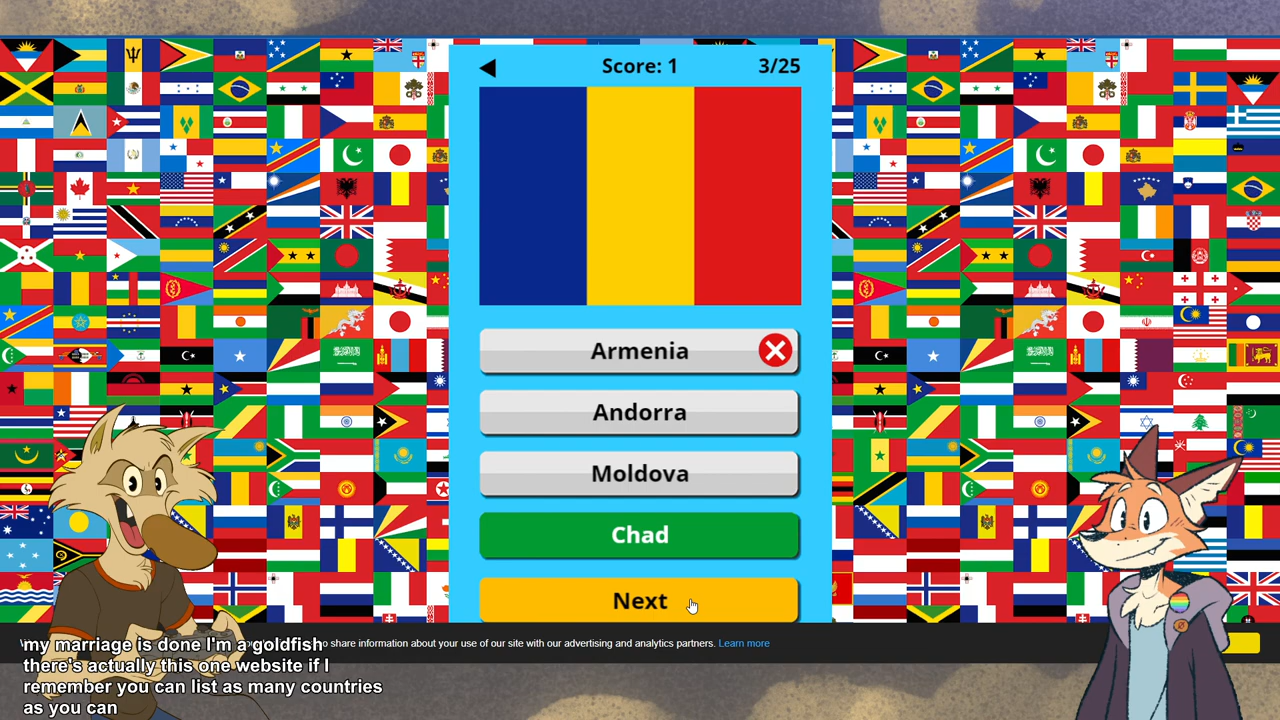 Score: 1
3/25
Armenia
Andorra
Moldova
Chad
Next
to share information about your use of our site with our advertising and analytics partners. Learn more
my marriage is done I'm a goldfish
there's actually this one website if I
remember you can list as many countries
as you can